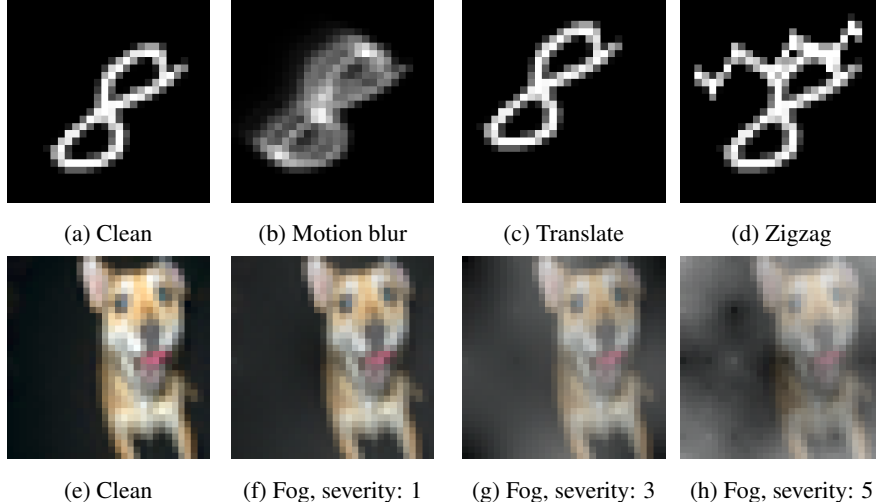 (a) Clean
(b) Motion blur
(c) Translate
(d) Zigzag
(e) Clean
(f) Fog, severity: 1
(g) Fog, severity: 3
(h) Fog, severity: 5